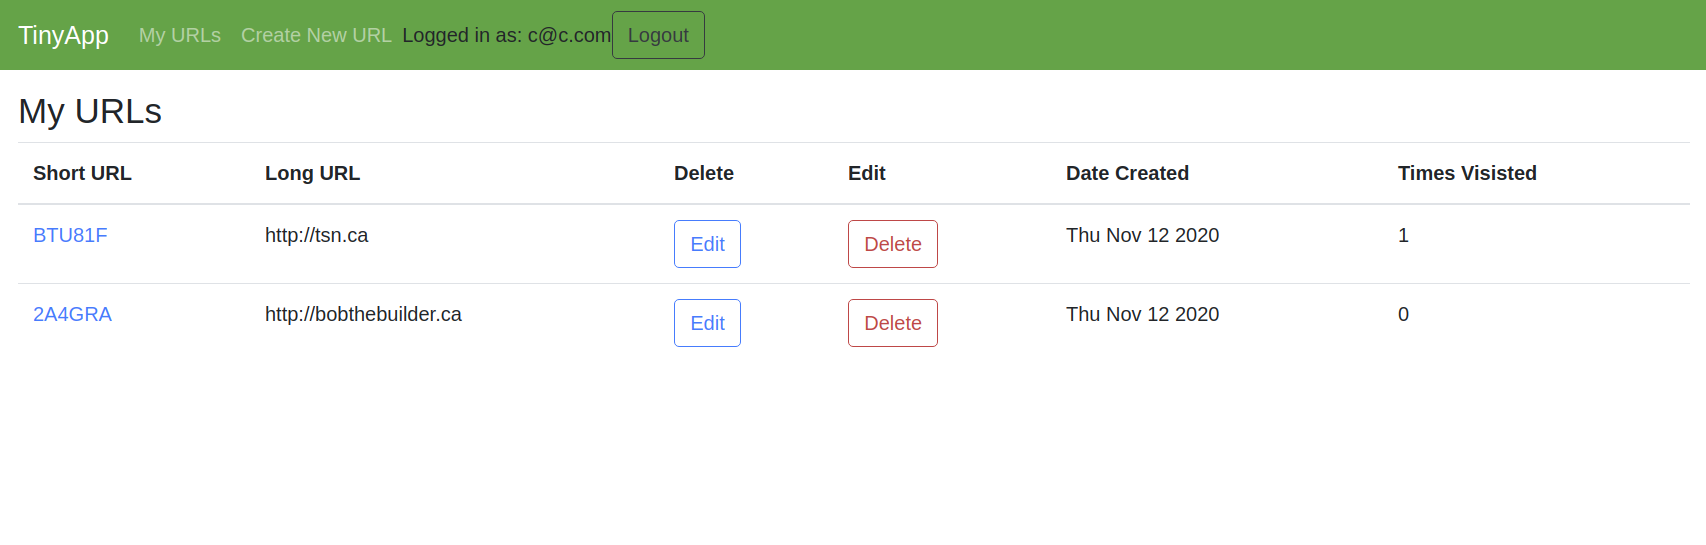 TinyApp My URLs Create New URL Logged in as: c@c.com Logout
My URLs
Short URL Long URL Delete Edit Date Created Times Visisted
BTU81F http://tsn.ca Edit Delete Thu Nov 12 2020 1
2A4GRA http://bobthebuilder.ca Edit Delete Thu Nov 12 2020 0